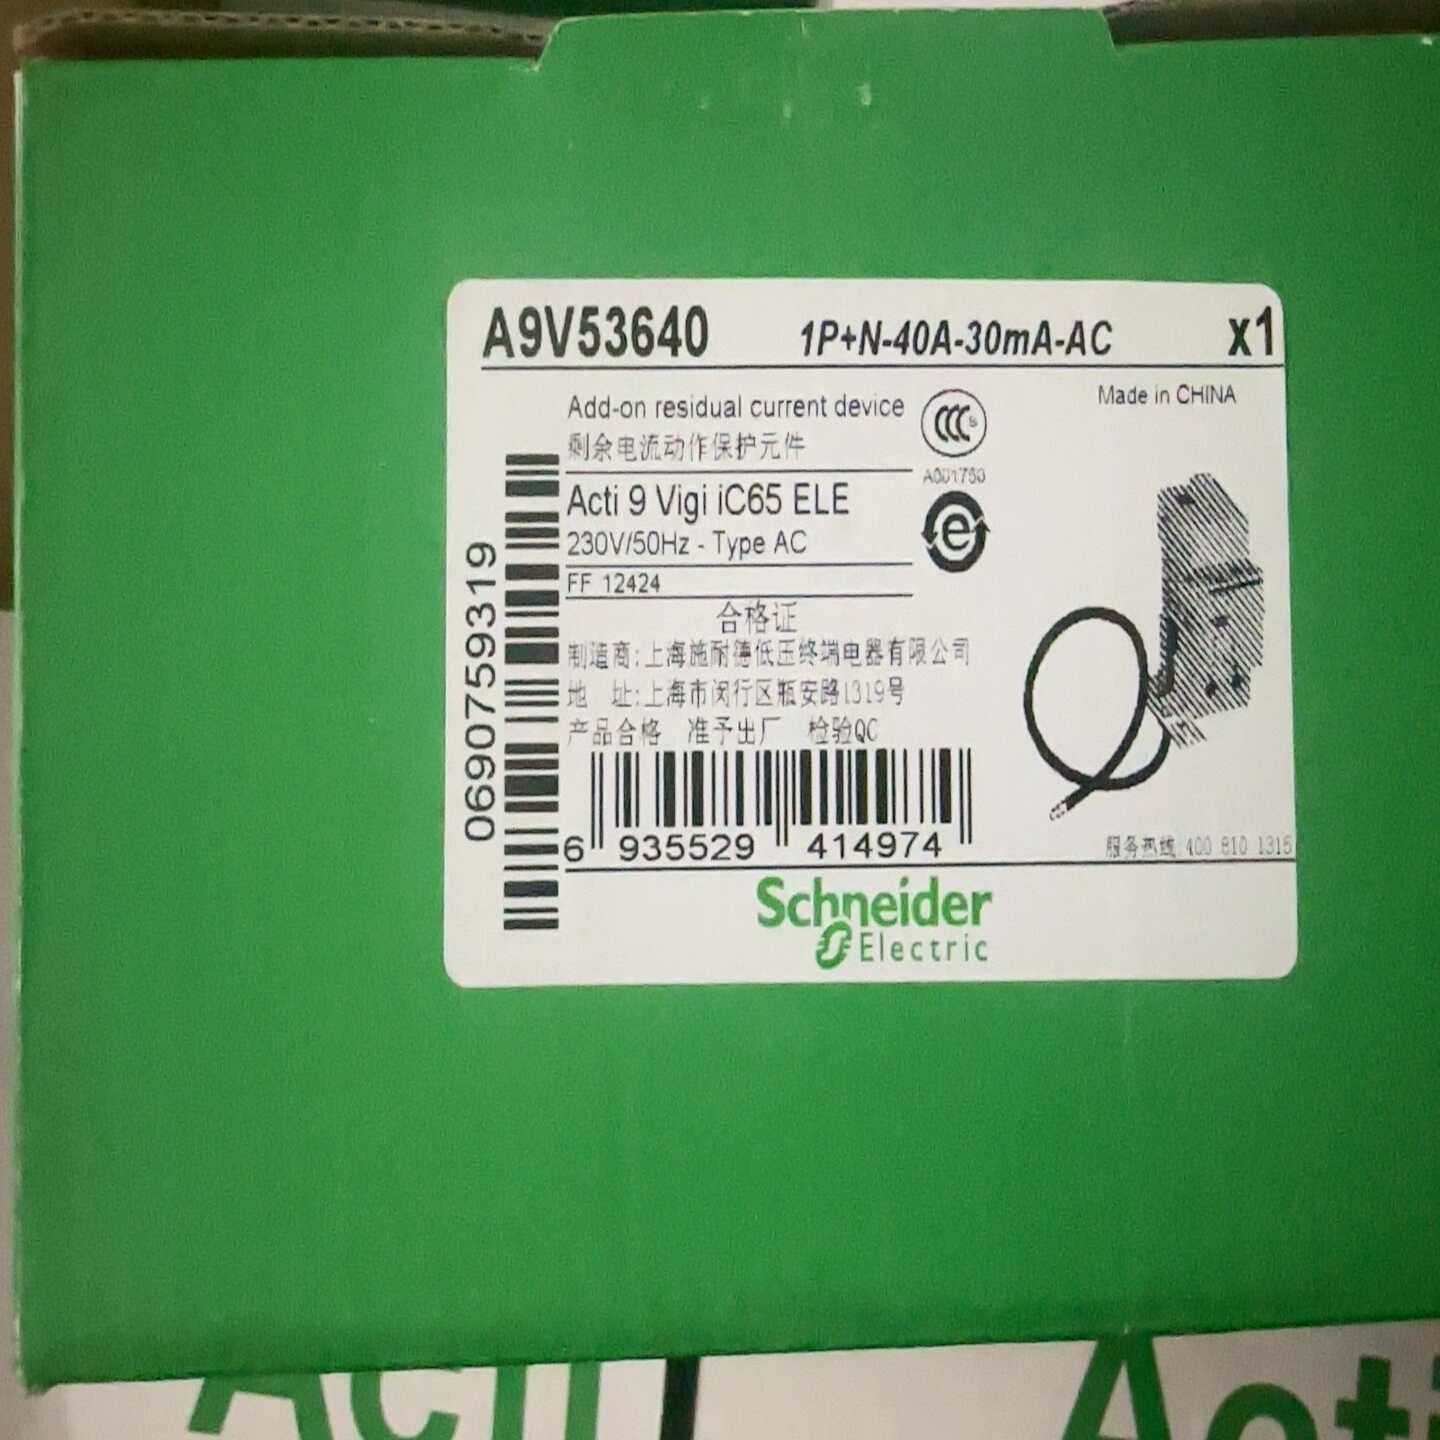 A9V53640 1P+N-40A-30mA-AC x1
Add-on residual current device
Made in CHINA
剩余电流动作保护元件
CCC S
A001760
Acti 9 Vigi iC65 ELE
230V/50Hz - Type AC
e
FF 12424
合格证
制造商:上海施耐德低压终端电器有限公司
地 址:上海市闵行区瓶安路1319号
产品合格 准予出厂 检验QC
0690759319
6 935529 414974
服务热线:400 810 1315
Schneider
Electric
Acti
Acti